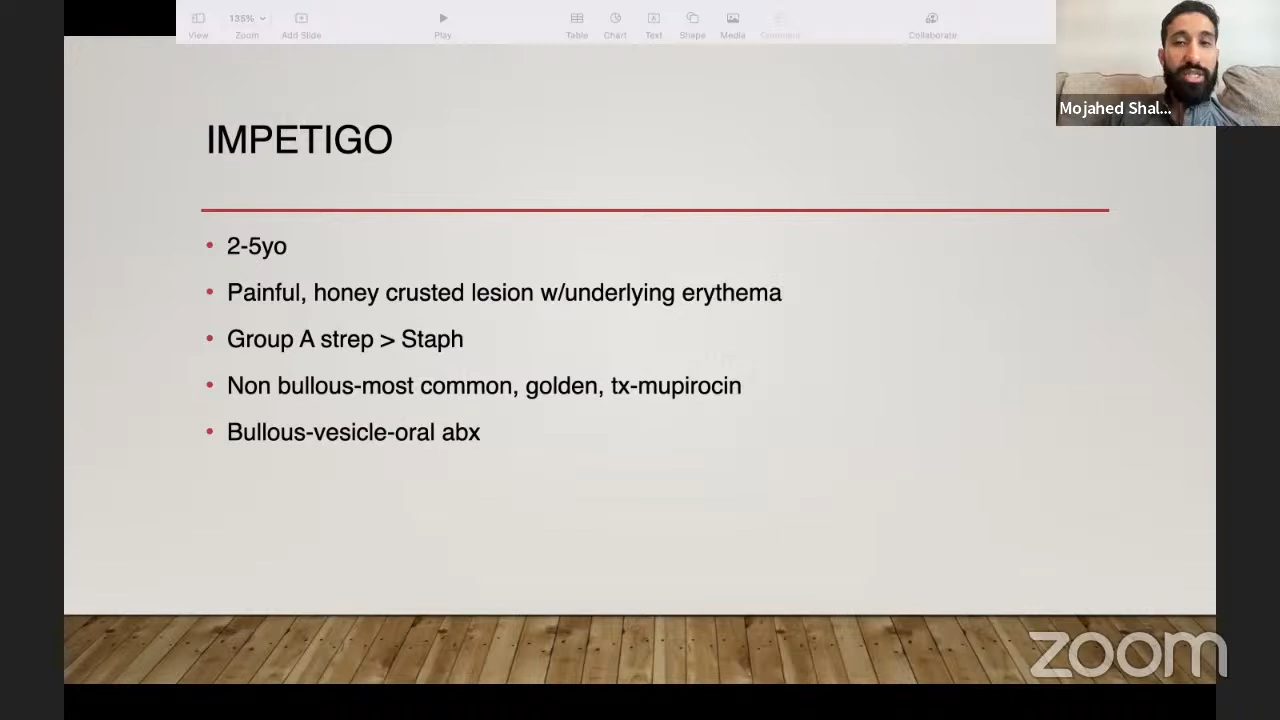 135%
View
Zoom
Add Slide
Play
Table
Chart
Text
Shape
Media
Comment
Collaborate
Mojahed Shal...
IMPETIGO
• 2-5yo
• Painful, honey crusted lesion w/underlying erythema
• Group A strep > Staph
• Non bullous-most common, golden, tx-mupirocin
• Bullous-vesicle-oral abx
zoom